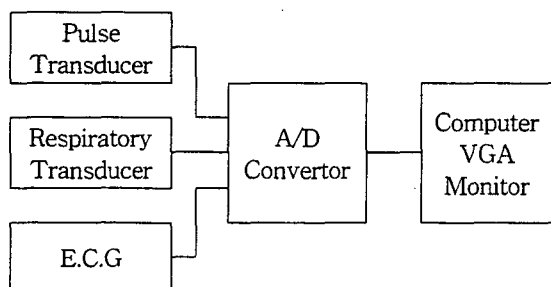 Pulse
Transducer
Respiratory
Transducer
E.C.G
A/D
Convertor
Computer
VGA
Monitor